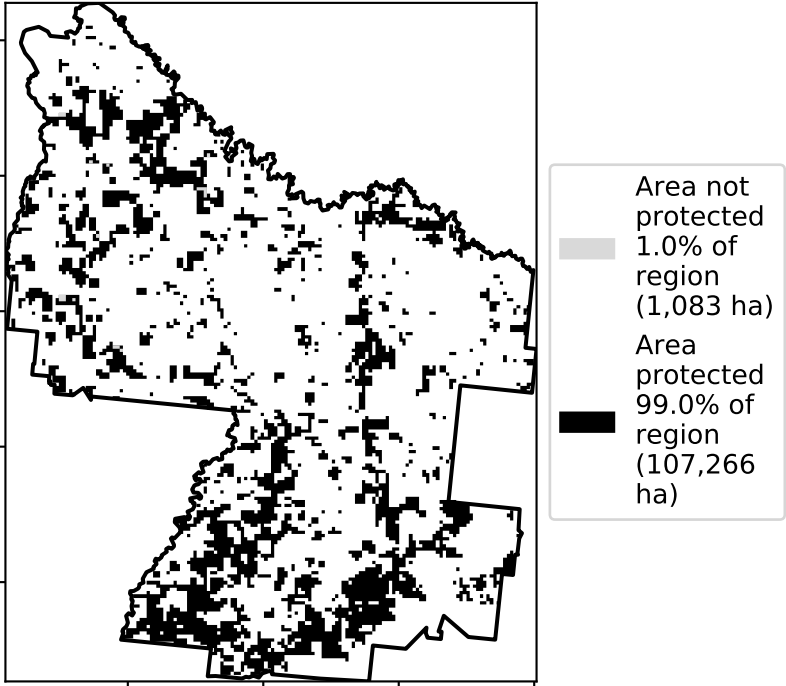 Area not
protected
1.0% of
region
(1,083 ha)
Area
protected
99.0% of
region
(107,266
ha)